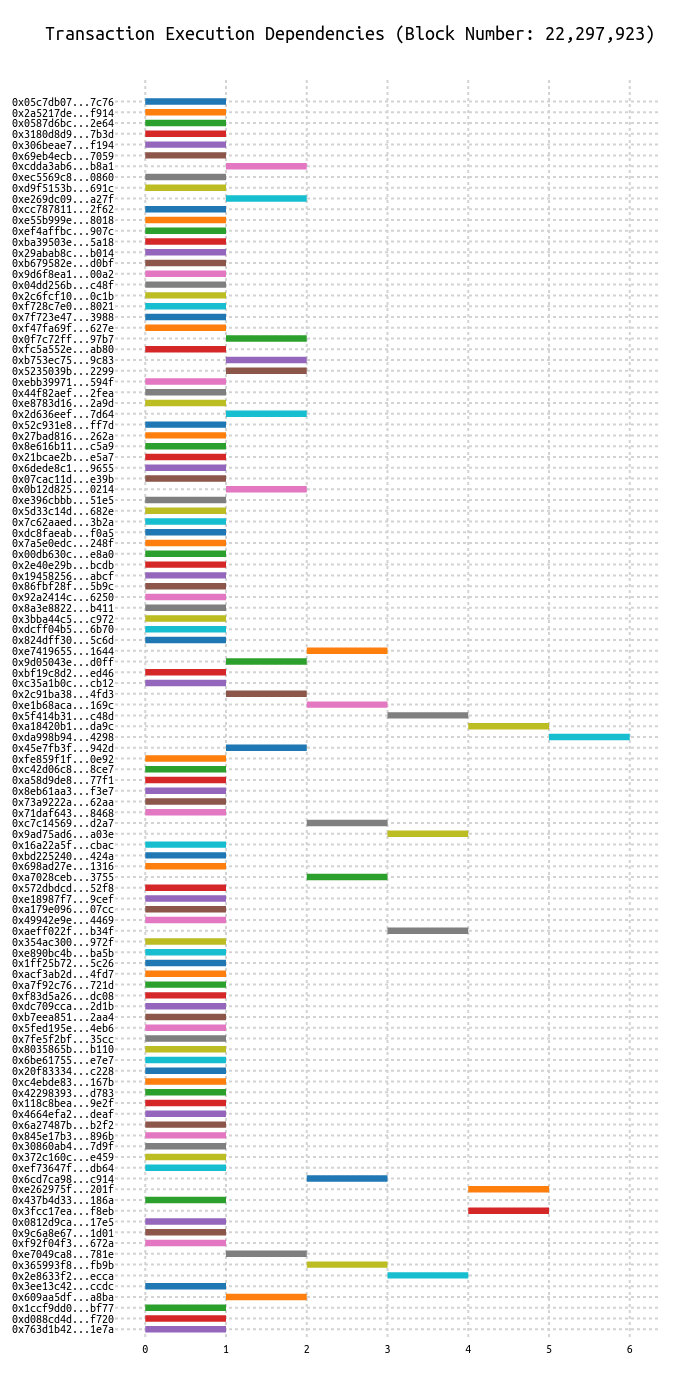 Transaction Execution Dependencies (Block Number: 22,297,923)
0x05c7db07...7c76
0x2a5217de...f914
0x0587d6bc...2e64
0x3180d8d9...7b3d
0x306beae7...f194
0x69eb4ecb...7059
0xcdda3ab6...b8a1
0xec5569c8...0860
0xd9f5153b...691c
0xe269dc09...a27f
0xcc787811...2f62
0xe55b999e...8018
0xef4affbc...907c
0xba39503e...5a18
0x29abab8c...b014
0xb679582e...d0bf
0x9d6f8ea1...00a2
0x04dd256b...c48f
0x2c6fcf10...0c1b
0xf728c7e0...8021
0x7f723e47...3988
0xf47fa69f...627e
0x0f7c72ff...97b7
0xfc5a552e...ab80
0xb753ec75...9c83
0x5235039b...2299
0xebb39971...594f
0x44f82aef...2fea
0xe8783d16...2a9d
0x2d636eef...7d64
0x52c931e8...ff7d
0x27bad816...262a
0x8e616b11...c5a9
0x21bcae2b...e5a7
0x6dede8c1...9655
0x07cac11d...e39b
0x0b12d825...0214
0xe396cbbb...51e5
0x5d33c14d...682e
0x7c62aaed...3b2a
0xdc8faeab...f0a5
0x7a5e0edc...248f
0x00db630c...e8a0
0x2e40e29b...bcdb
0x19458256...abcf
0x86fbf28f...5b9c
0x92a2414c...6250
0x8a3e8822...b411
0x3bba44c5...c972
0xdcff04b5...6b70
0x824dff30...5c6d
0xe7419655...1644
0x9d05043e...d0ff
0xbf19c8d2...ed46
0xc35a1b0c...cb12
0x2c91ba38...4fd3
0xe1b68aca...169c
0x5f414b31...c48d
0xa18420b1...da9c
0xda998b94...4298
0x45e7fb3f...942d
0xfe859f1f...0e92
0xc42d06c8...8ce7
0xa58d9de8...77f1
0x8eb61aa3...f3e7
0x73a9222a...62aa
0x71daf643...8468
0xc7c14569...d2a7
0x9ad75ad6...a03e
0x16a22a5f...cbac
0xbd225240...424a
0x698ad27e...1316
0xa7028ceb...3755
0x572dbdcd...52f8
0xe18987f7...9cef
0xa179e096...07cc
0x49942e9e...4469
0xaeff022f...b34f
0x354ac300...972f
0xe890bc4b...ba5b
0x1ff25b72...5c26
0xacf3ab2d...4fd7
0xa7f92c76...721d
0xf83d5a26...dc08
0xdc709cca...2d1b
0xb7eea851...2aa4
0x5fed195e...4eb6
0x7fe5f2bf...35cc
0x8035865b...b110
0x6be61755...e7e7
0x20f83334...c228
0xc4ebde83...167b
0x42298393...d783
0x118c8bea...9e2f
0x4664efa2...deaf
0x6a27487b...b2f2
0x845e17b3...896b
0x30860ab4...7d9f
0x372c160c...e459
0xef73647f...db64
0x6cd7ca98...c914
0xe262975f...201f
0x437b4d33...186a
0x3fcc17ea...f8eb
0x0812d9ca...17e5
0x9c6a8e67...1d01
0xf92f04f3...672a
0xe7049ca8...781e
0x365993f8...fb9b
0x2e8633f2...ecca
0x3ee13c42...ccdc
0x609aa5df...a8ba
0x1ccf9dd0...bf77
0xd088cd4d...f720
0x763d1b42...1e7a
0 1 2 3 4 5 6